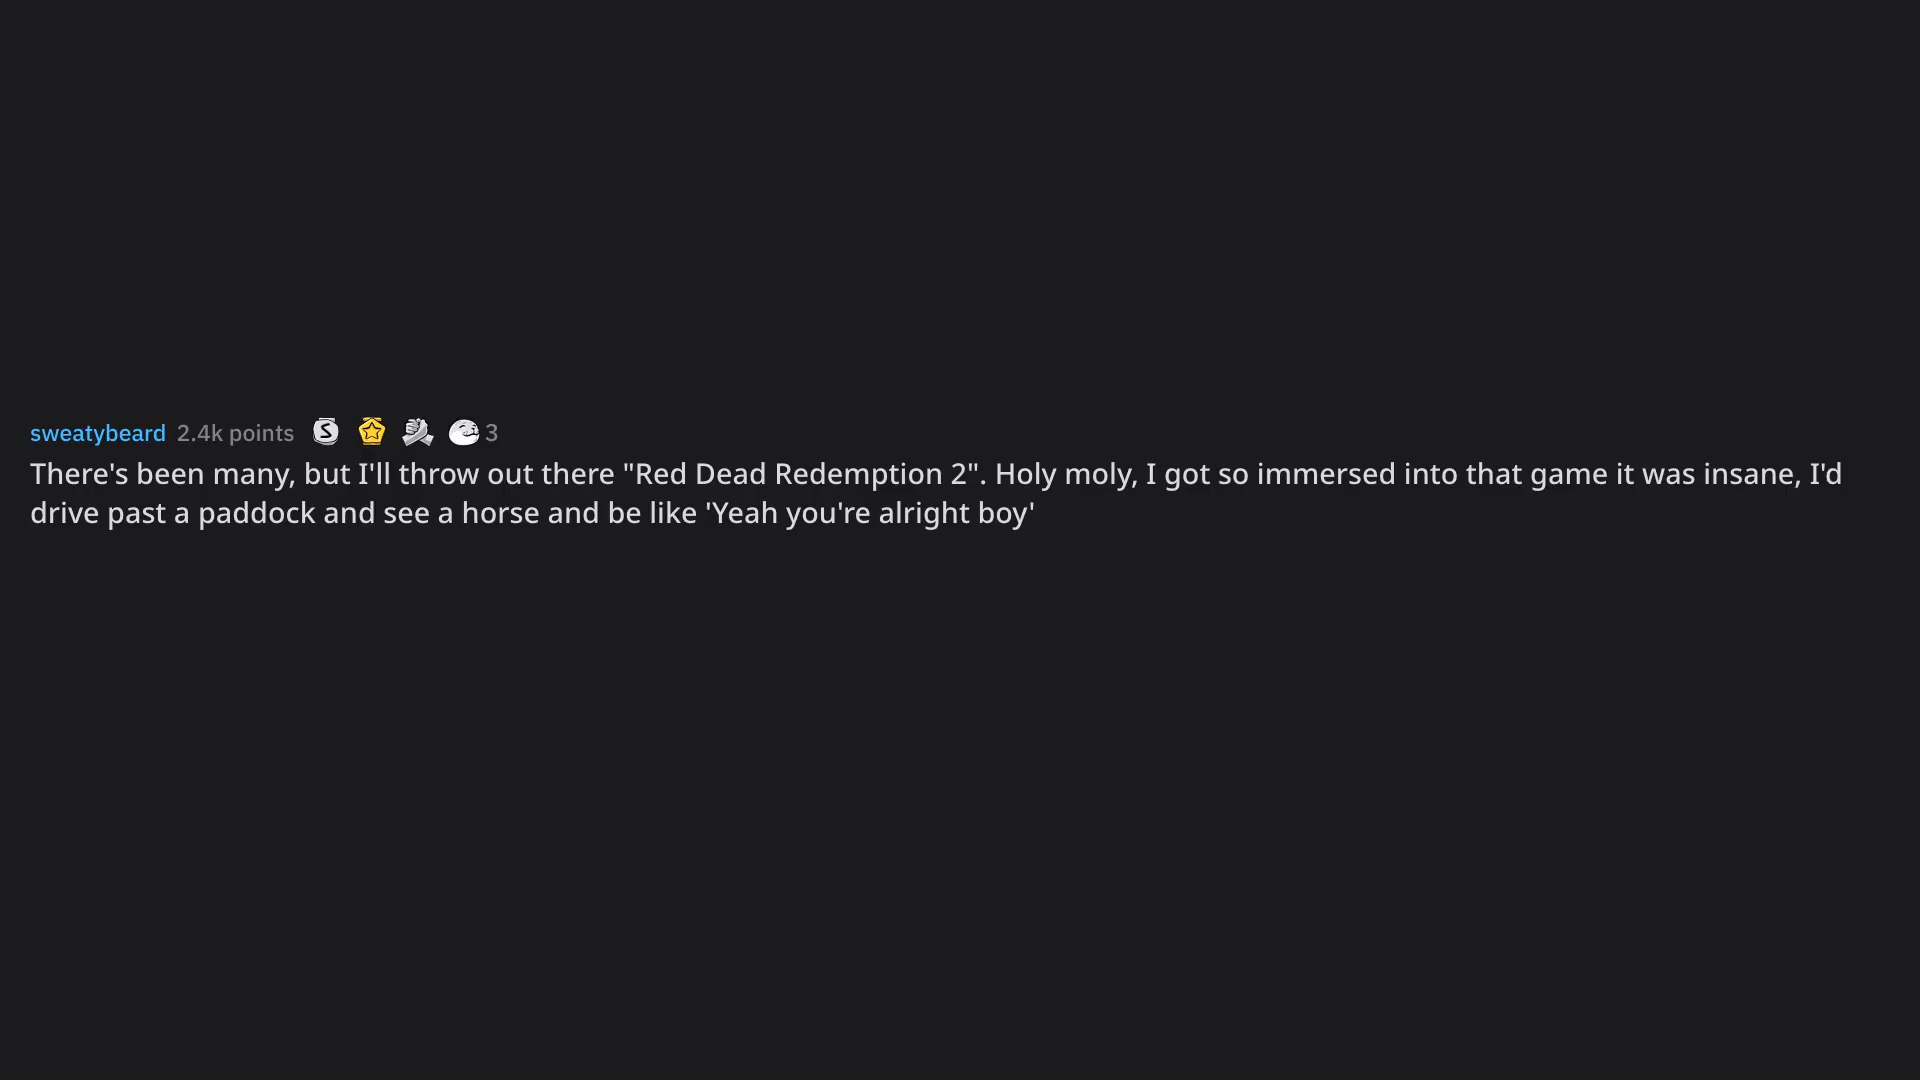 sweatybeard 2.4k points S 3
There's been many, but I'll throw out there "Red Dead Redemption 2". Holy moly, I got so immersed into that game it was insane, I'd
drive past a paddock and see a horse and be like 'Yeah you're alright boy'